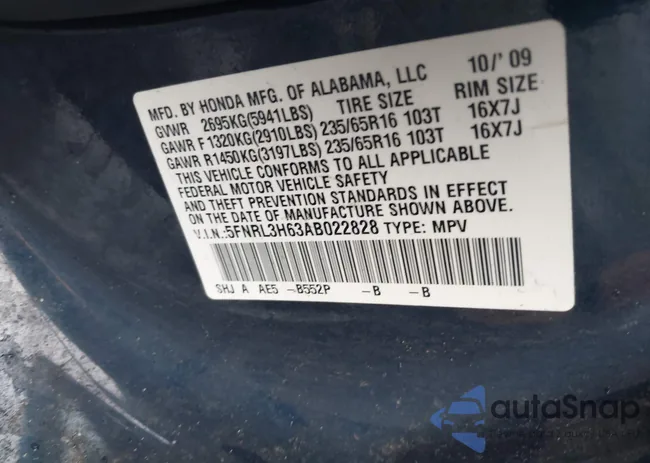 MFD. BY HONDA MFG. OF ALABAMA, LLC 10/' 09
GVWR 2695KG(5941LBS) TIRE SIZE RIM SIZE
GAWR F1320KG(2910LBS) 235/65R16 103T 16X7J
GAWR R1450KG(3197LBS) 235/65R16 103T 16X7J
THIS VEHICLE CONFORMS TO ALL APPLICABLE
FEDERAL MOTOR VEHICLE SAFETY
AND THEFT PREVENTION STANDARDS IN EFFECT
ON THE DATE OF MANUFACTURE SHOWN ABOVE.
V.I.N.:5FNRL3H63AB022828 TYPE: MPV
SHJ A AE5 -B552P -B -B
autoSnap